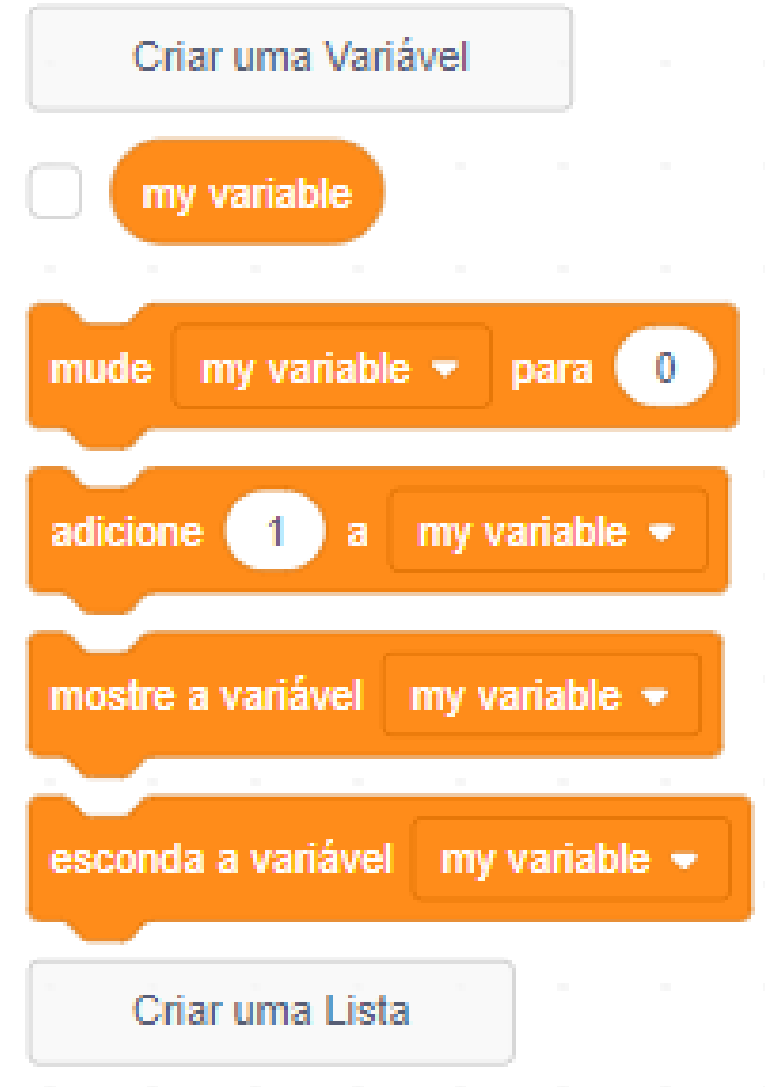 Criar uma Variável
my variable
mude my variable para 0
adicione 1 a my variable
mostre a variável my variable
esconda a variável my variable
Criar uma Lista